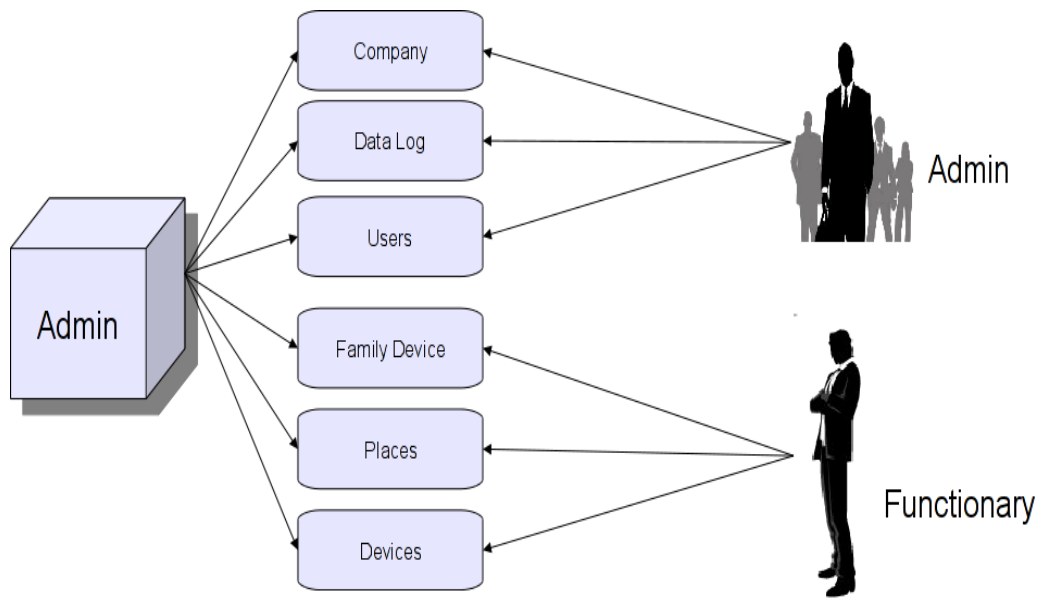 Company
Data Log
Users
Family Device
Places
Devices
Admin
Admin
Functionary